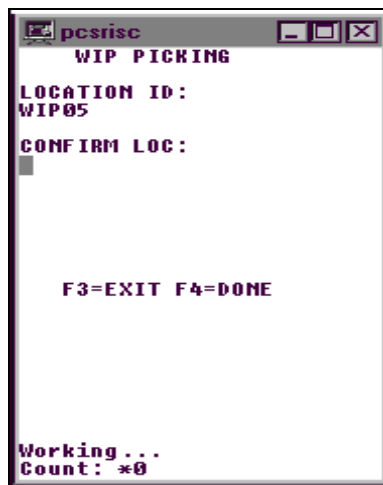 pcsrisc
WIP PICKING
LOCATION ID:
WIP05
CONFIRM LOC:
F3=EXIT F4=DONE
Working...
Count: *0